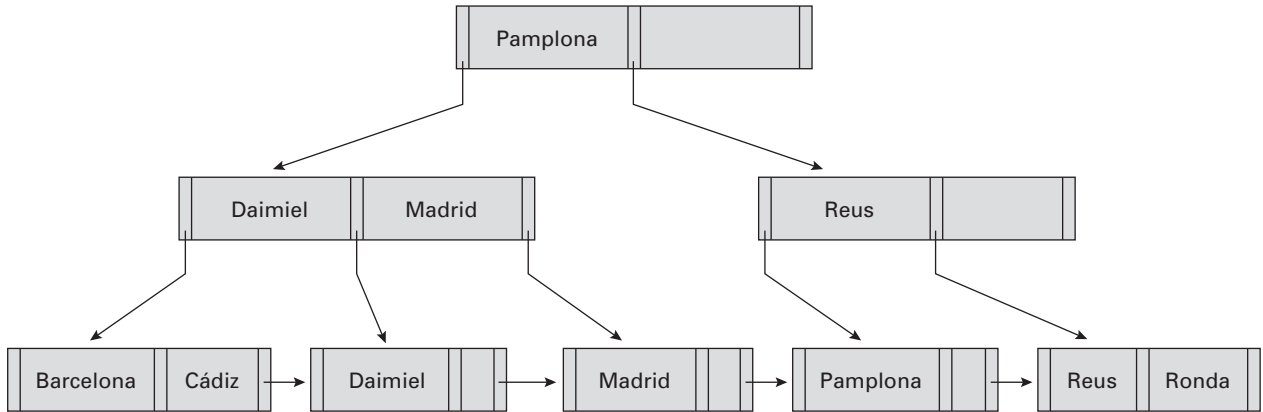 Pamplona
Daimiel Madrid
Reus
Barcelona Cádiz
Daimiel
Madrid
Pamplona
Reus Ronda